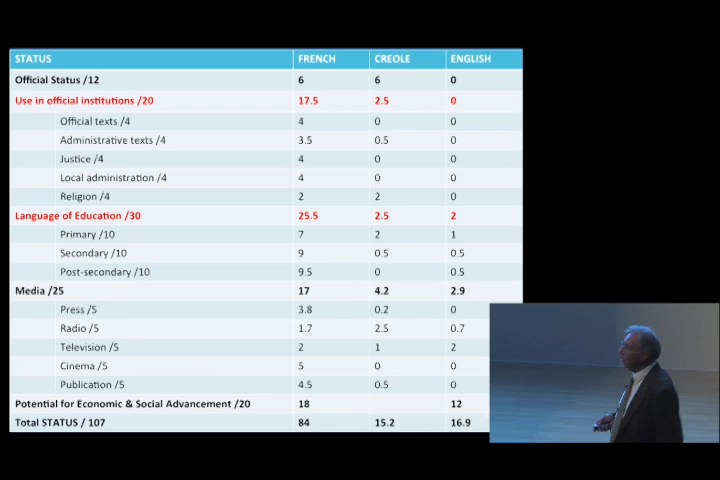 STATUS FRENCH CREOLE ENGLISH
Official Status /12 6 6 0
Use in official institutions /20 17.5 2.5 0
Official texts /4 4 0 0
Administrative texts /4 3.5 0.5 0
Justice /4 4 0 0
Local administration /4 4 0 0
Religion /4 2 2 0
Language of Education /30 25.5 2.5 2
Primary /10 7 2 1
Secondary /10 9 0.5 0.5
Post-secondary /10 9.5 0 0.5
Media /25 17 4.2 2.9
Press /5 3.8 0.2 0
Radio /5 1.7 2.5 0.7
Television /5 2 1 2
Cinema /5 5 0 0
Publication /5 4.5 0.5 0
Potential for Economic & Social Advancement /20 18 12
Total STATUS / 107 84 15.2 16.9